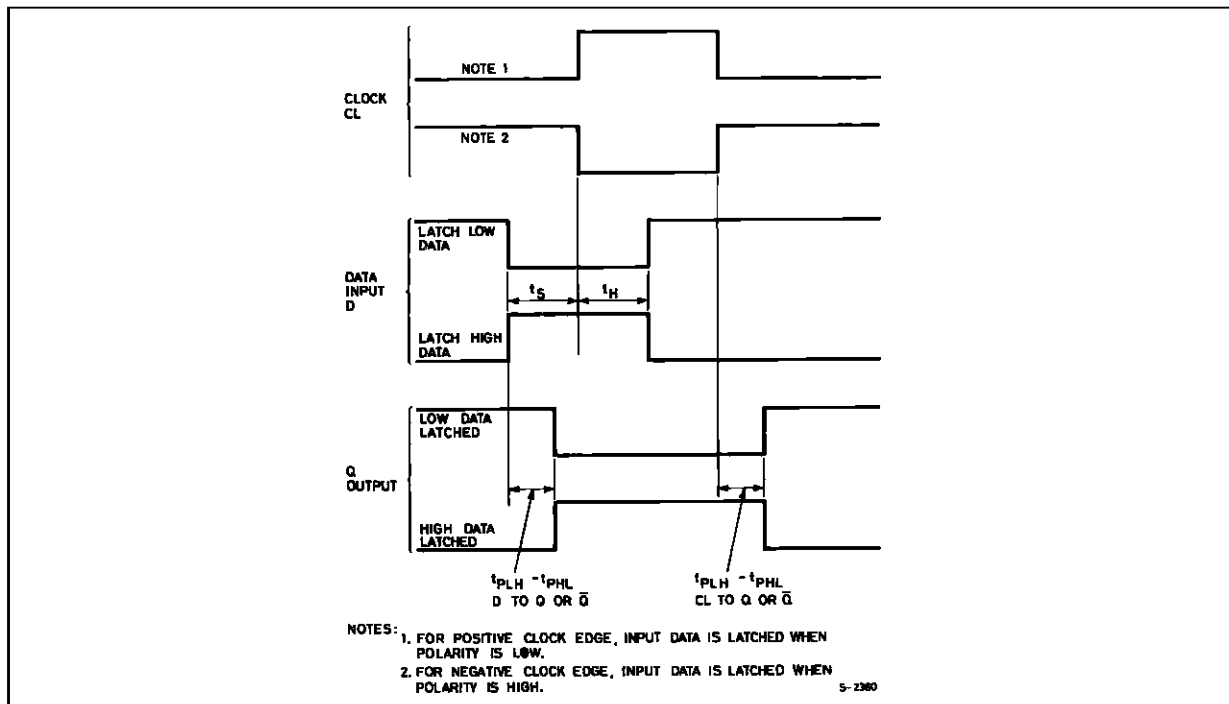 NOTE 1
CLOCK
CL
NOTE 2
LATCH LOW
DATA
DATA
INPUT
D
tS
tH
LATCH HIGH
DATA
LOW DATA
LATCHED
Q
OUTPUT
HIGH DATA
LATCHED
tPLH -tPHL
D TO Q OR Q̅
tPLH -tPHL
CL TO Q OR Q̅
NOTES:
1. FOR POSITIVE CLOCK EDGE, INPUT DATA IS LATCHED WHEN
POLARITY IS LOW.
2. FOR NEGATIVE CLOCK EDGE, INPUT DATA IS LATCHED WHEN
POLARITY IS HIGH.
S-2360